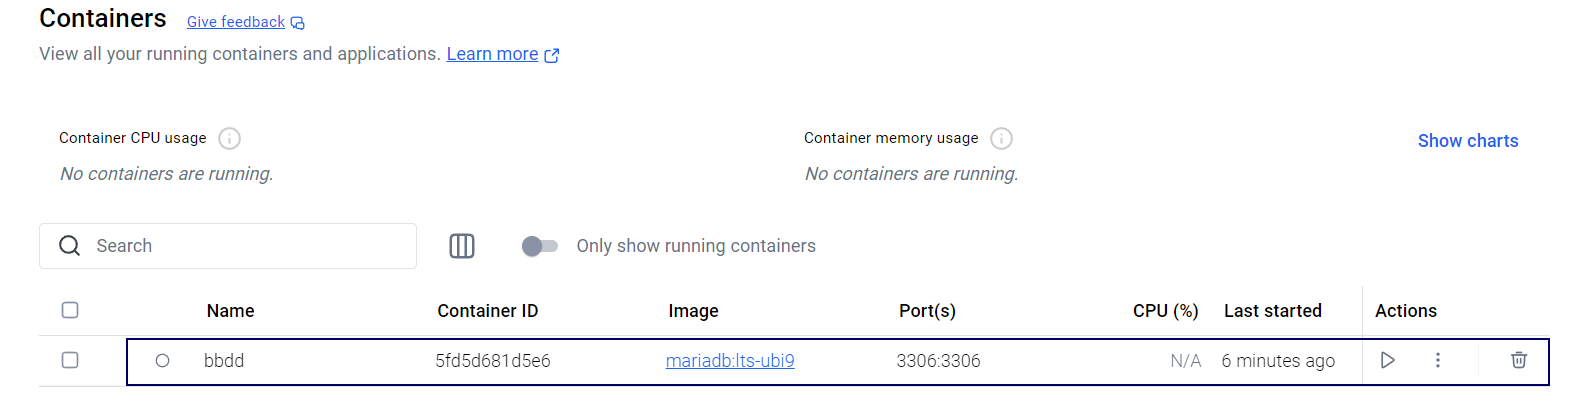 Containers Give feedback
View all your running containers and applications. Learn more
Container CPU usage Container memory usage Show charts
No containers are running. No containers are running.
Search Only show running containers
Name Container ID Image Port(s) CPU (%) Last started Actions
bbdd 5fd5d681d5e6 mariadb:lts-ubi9 3306:3306 N/A 6 minutes ago